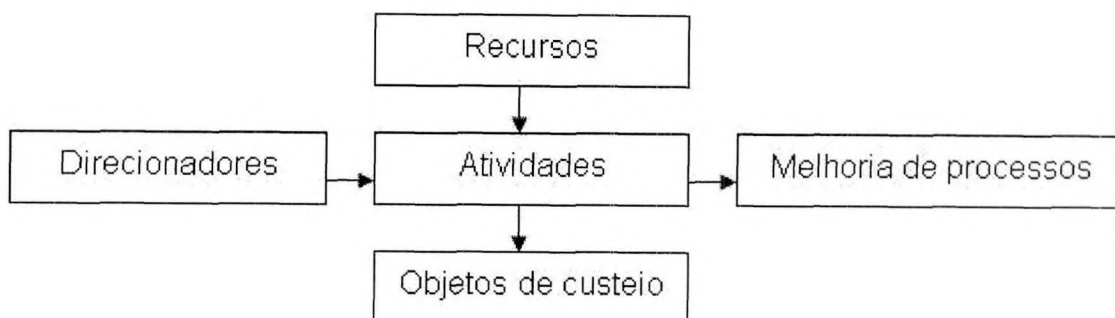 Recursos
Direcionadores
Atividades
Melhoria de processos
Objetos de custeio